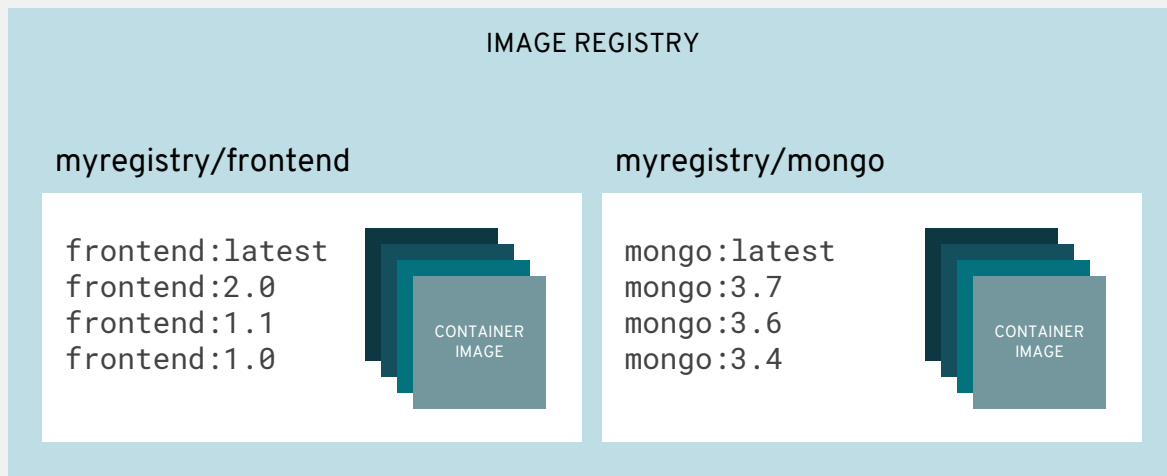 IMAGE REGISTRY
myregistry/frontend
frontend:latest
frontend:2.0
frontend:1.1
frontend:1.0
CONTAINER
IMAGE
myregistry/mongo
mongo:latest
mongo:3.7
mongo:3.6
mongo:3.4
CONTAINER
IMAGE